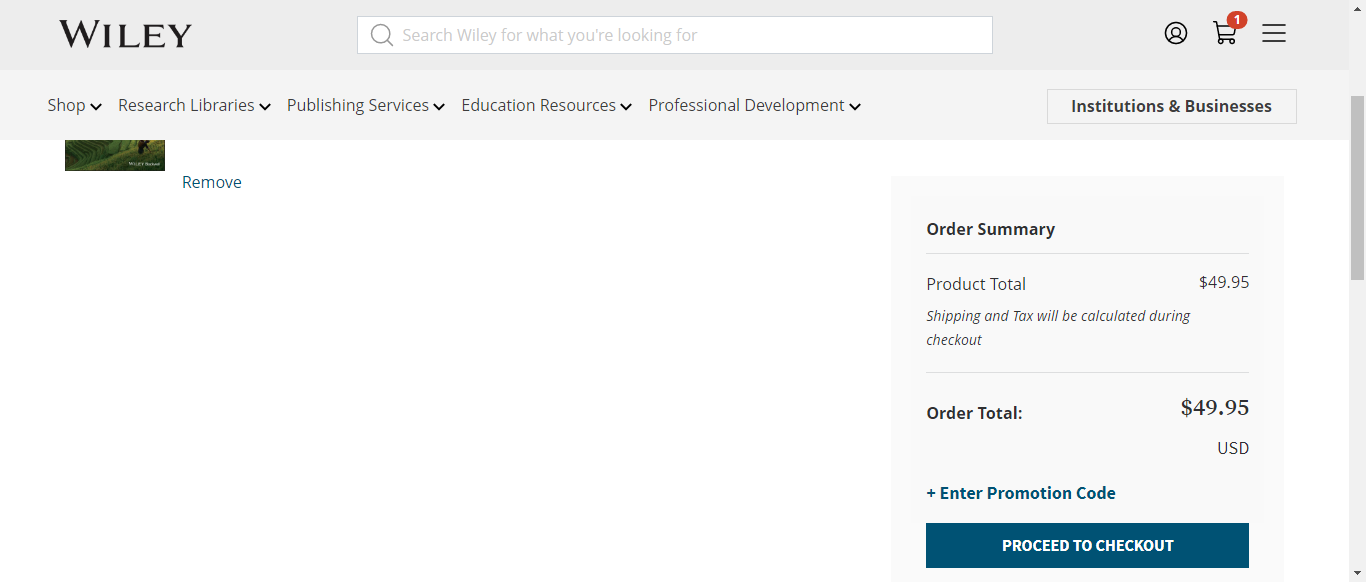 WILEY
Search Wiley for what you're looking for
1
Shop
Research Libraries
Publishing Services
Education Resources
Professional Development
Institutions & Businesses
WILEY Blackwell
Remove
Order Summary
Product Total
$49.95
Shipping and Tax will be calculated during
checkout
Order Total:
$49.95
USD
+ Enter Promotion Code
PROCEED TO CHECKOUT